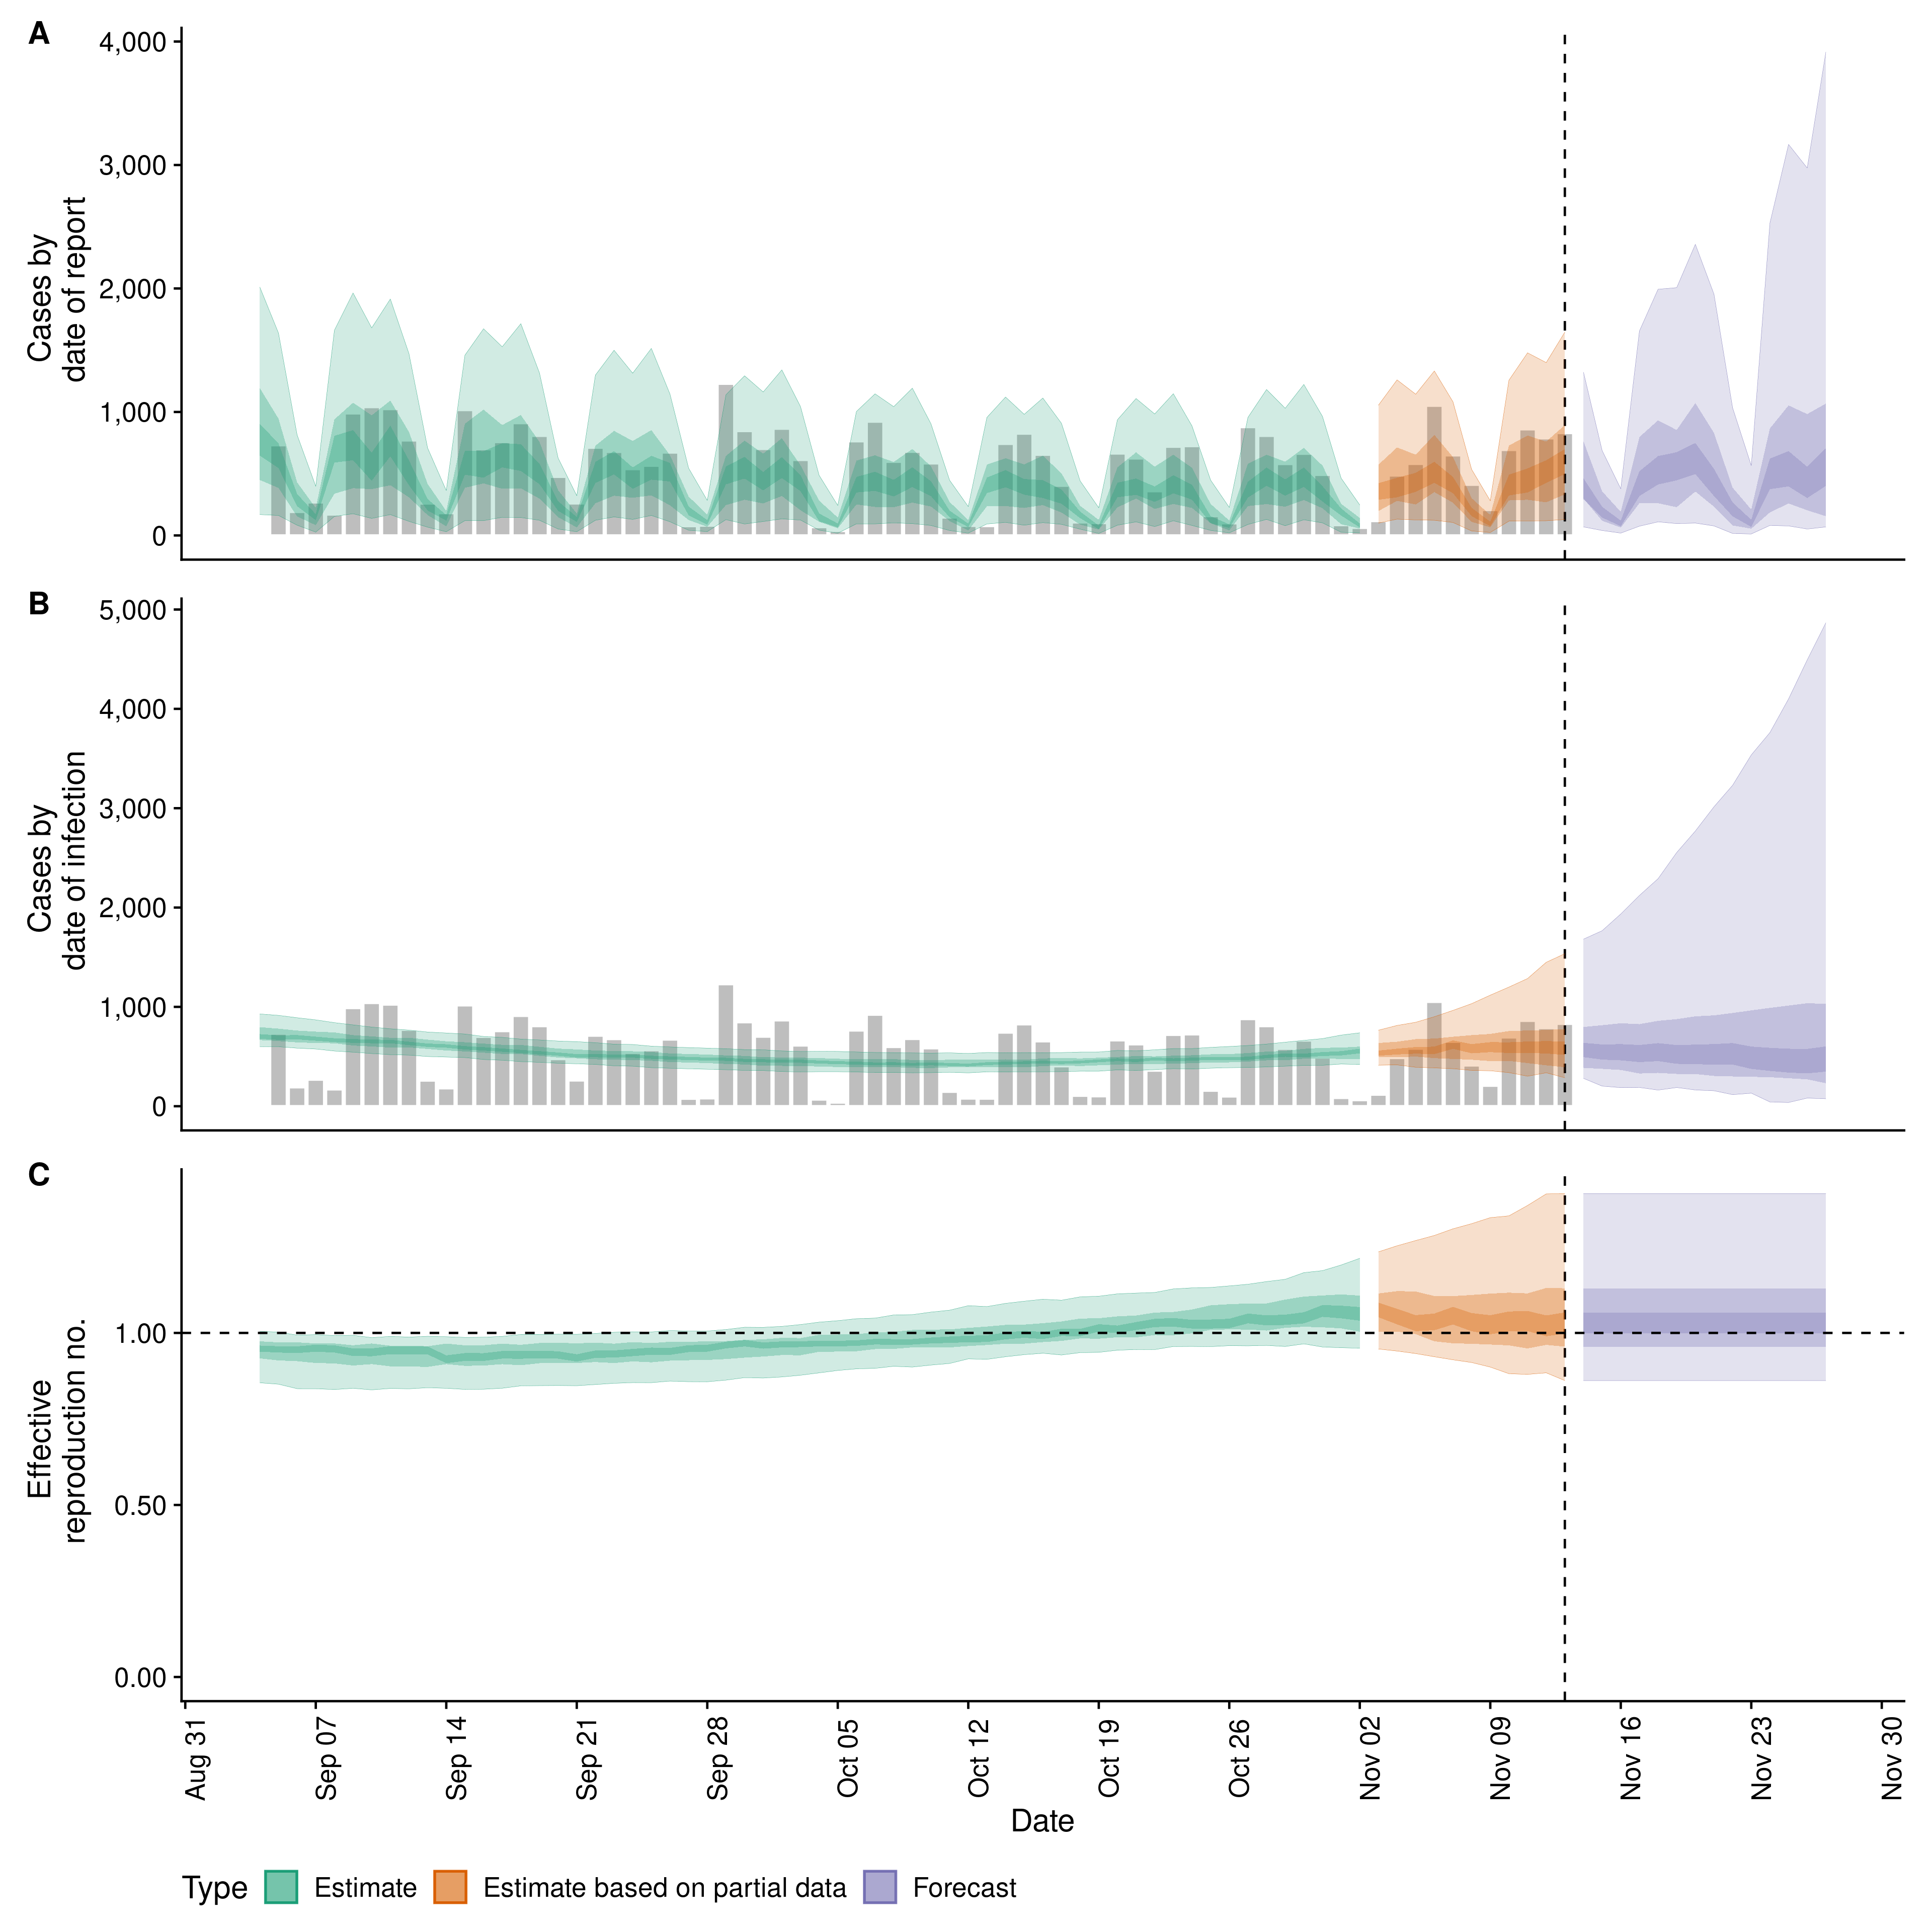 A
4,000
3,000
2,000
1,000
0
Cases by
date of report
B
5,000
4,000
3,000
2,000
1,000
0
Cases by
date of infection
C
1.00
0.50
0.00
Effective
reproduction no.
Aug 31
Sep 07
Sep 14
Sep 21
Sep 28
Oct 05
Oct 12
Oct 19
Oct 26
Nov 02
Nov 09
Nov 16
Nov 23
Nov 30
Date
Type Estimate Estimate based on partial data Forecast